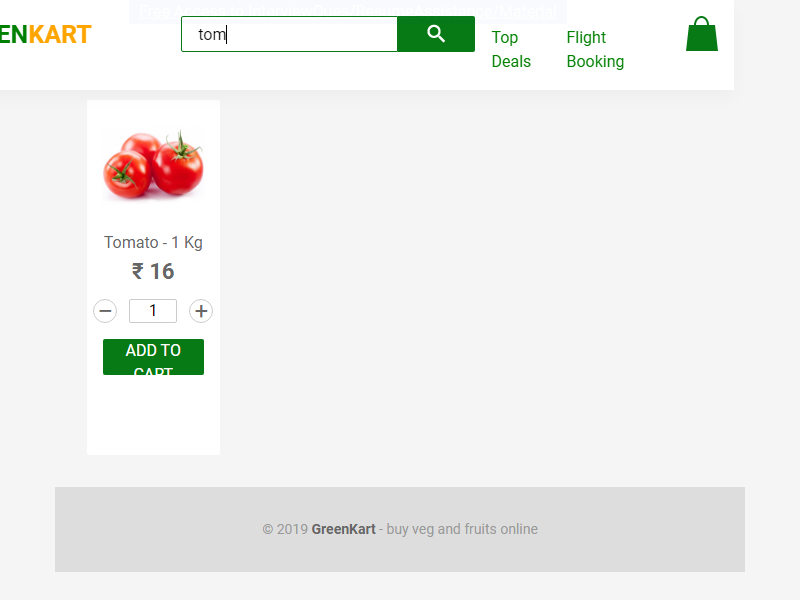 ENKART
tom
Top
Deals
Flight
Booking
Tomato - 1 Kg
₹ 16
1
ADD TO
CART
© 2019 GreenKart - buy veg and fruits online